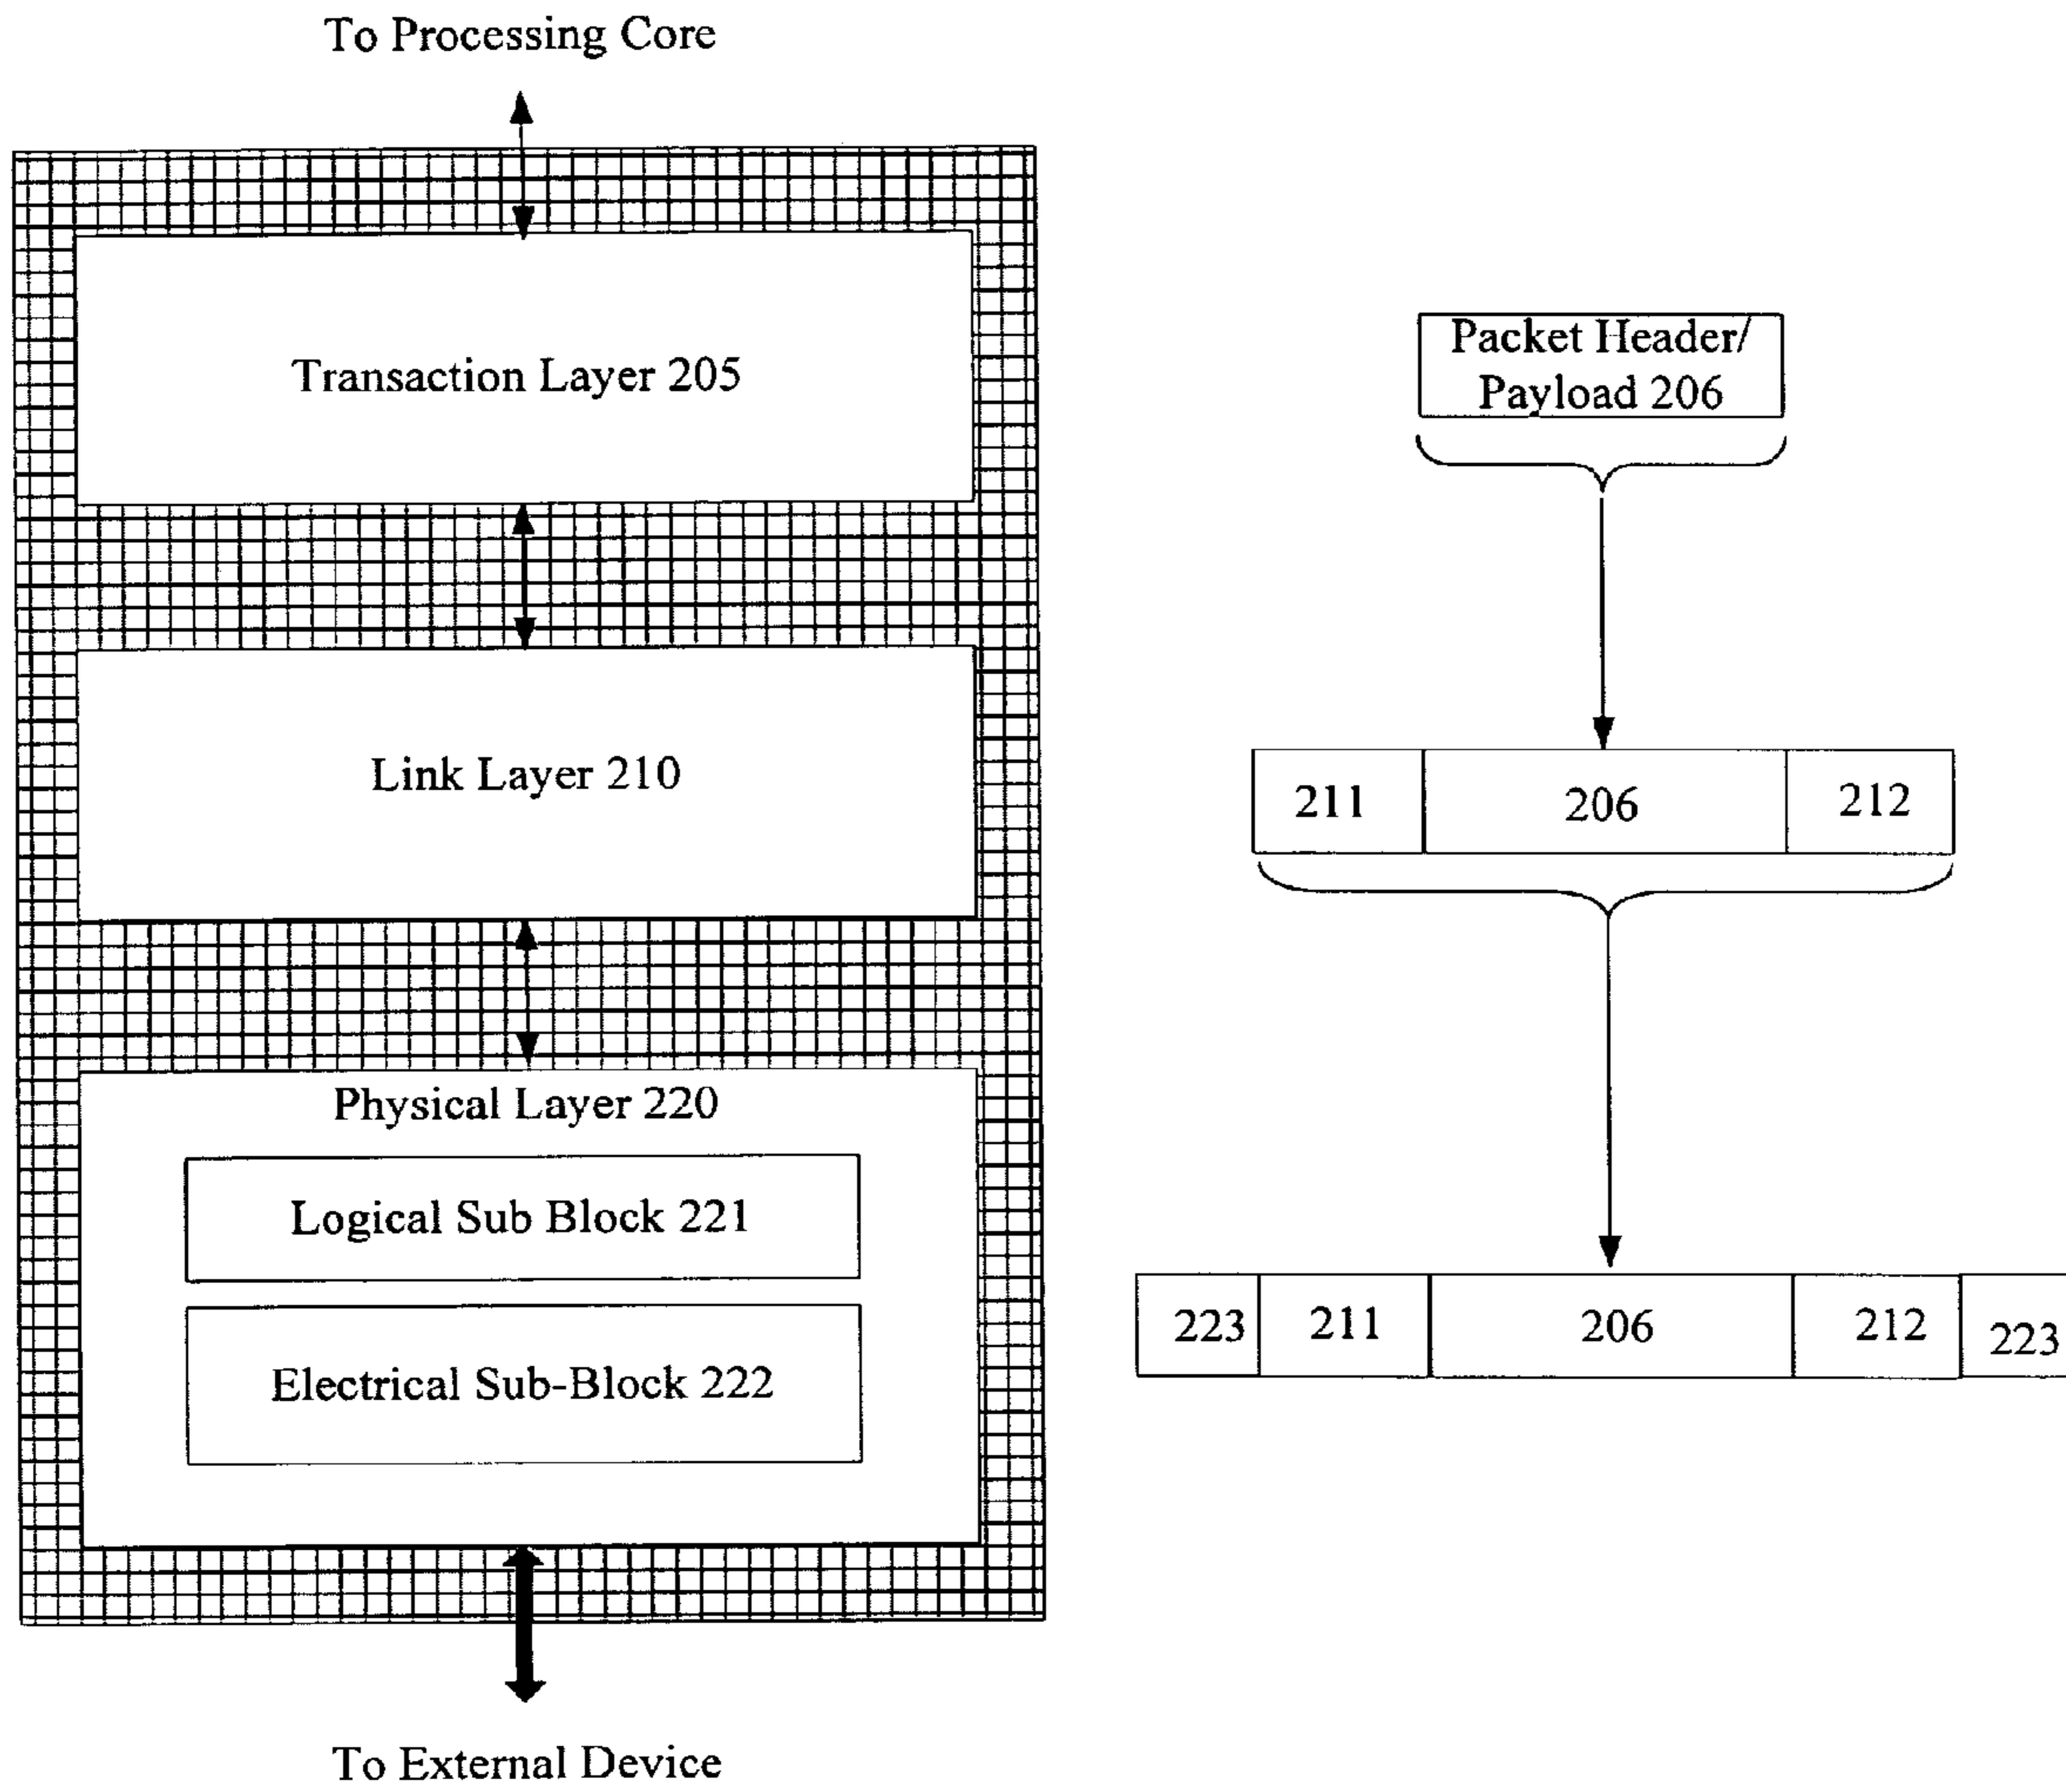 To Processing Core
Transaction Layer 205
Packet Header/
Payload 206
Link Layer 210
211 206 212
Physical Layer 220
Logical Sub Block 221
Electrical Sub-Block 222
223 211 206 212 223
To External Device